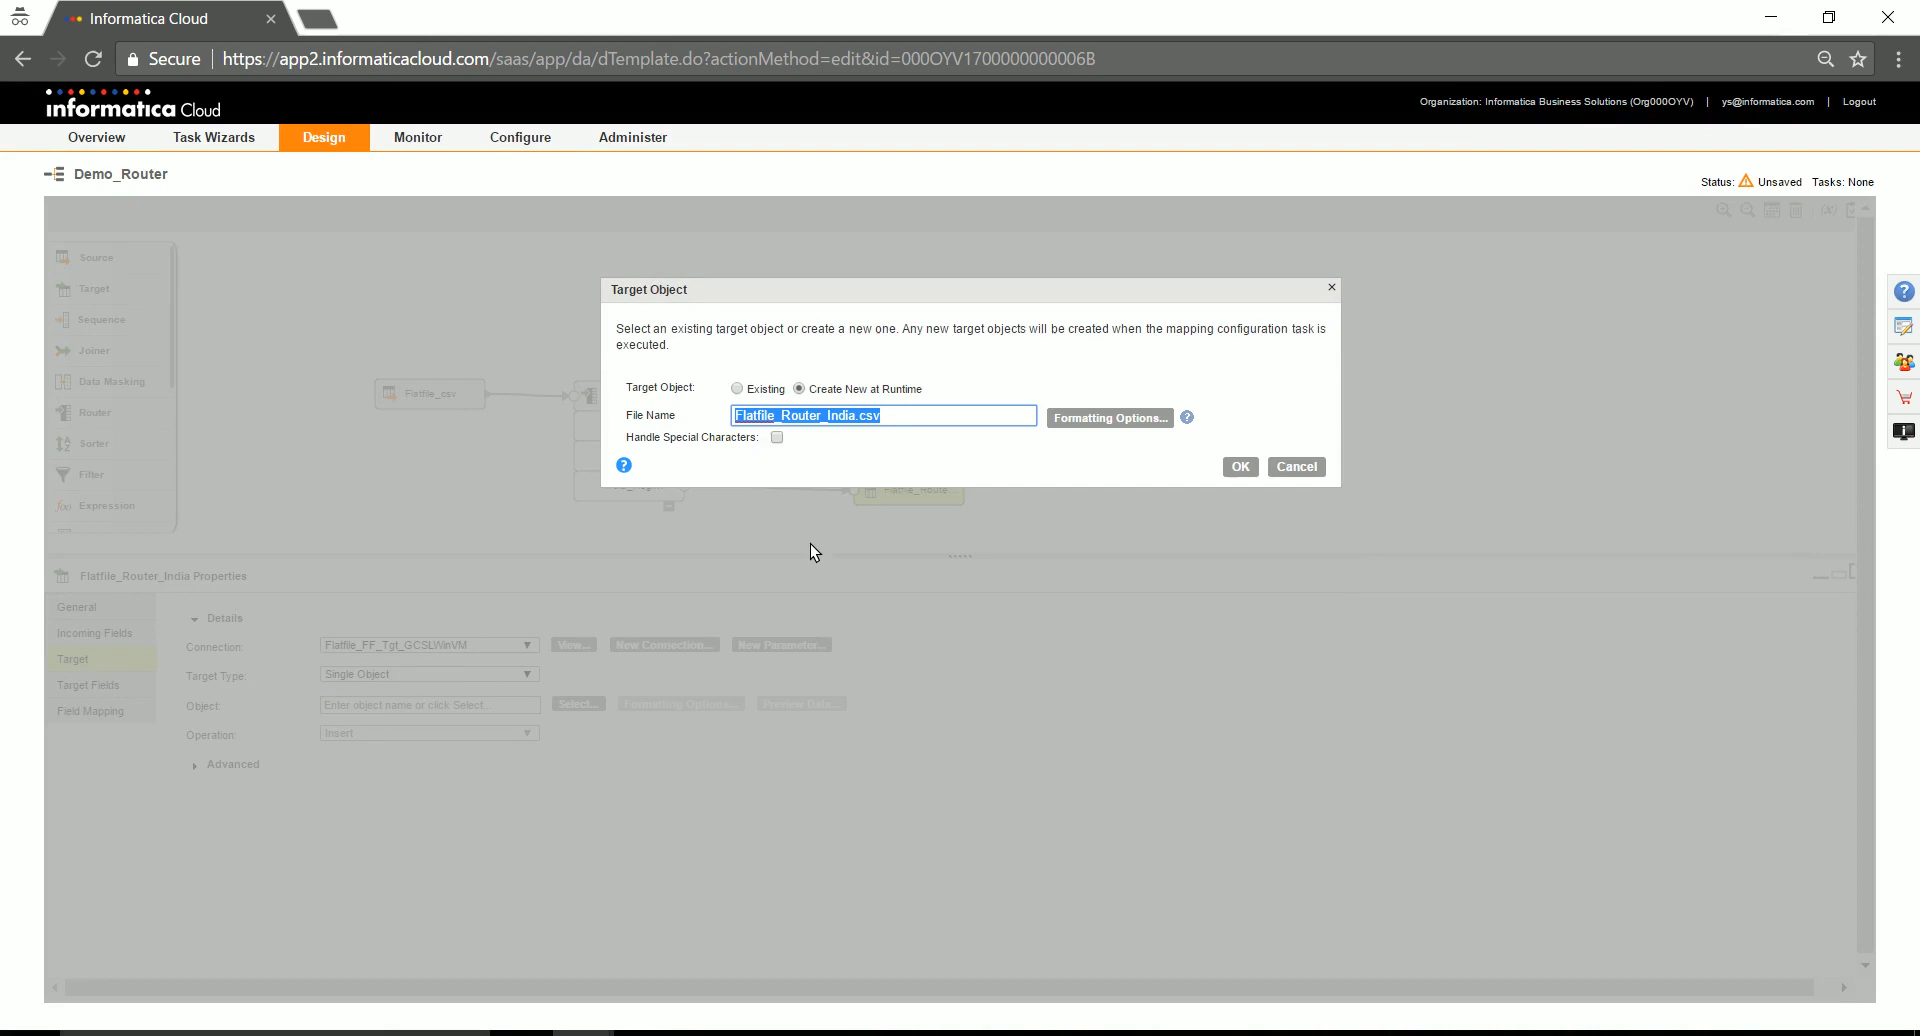 Informatica Cloud
Secure
https://app2.informaticacloud.com/saas/app/da/dTemplate.do?actionMethod=edit&id=000OYV1700000000006B
informatica Cloud
Organization: Informatica Business Solutions (Org000OYV) | ys@informatica.com | Logout
Overview Task Wizards Design Monitor Configure Administer
Demo_Router
Status: Unsaved Tasks: None
Source
Target
Sequence
Joiner
Data Masking
Router
Sorter
Filter
f(x) Expression
Flatfile_csv
Target Object
Select an existing target object or create a new one. Any new target objects will be created when the mapping configuration task is
executed.
Target Object: Existing Create New at Runtime
File Name Flatfile_Router_India.csv Formatting Options...
Handle Special Characters:
OK Cancel
Flatfile_Route...
Flatfile_Router_India Properties
General
Incoming Fields
Target
Target Fields
Field Mapping
Details
Connection: Flatfile_FF_Tgt_GCSLWinVM View... New Connection... New Parameter...
Target Type: Single Object
Object: Enter object name or click Select... Select... Formatting Options... Preview Data...
Operation: Insert
Advanced